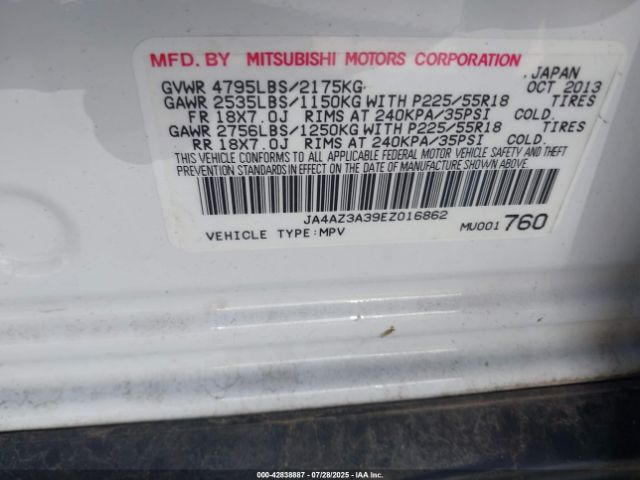 MFD. BY MITSUBISHI MOTORS CORPORATION
, JAPAN
GVWR 4795LBS/2175KG
OCT 2013
GAWR 2535LBS/1150KG WITH P225/55R18 TIRES
FR 18X7.0J RIMS AT 240KPA/35PSI COLD.
GAWR 2756LBS/1250KG WITH P225/55R18 TIRES
RR 18X7.0J RIMS AT 240KPA/35PSI COLD.
THIS VEHICLE CONFORMS TO ALL APPLICABLE FEDERAL MOTOR VEHICLE SAFETY AND THEFT
PREVENTION STANDARDS IN EFFECT ON THE DATE OF MANUFACTURE SHOWN ABOVE.
JA4AZ3A39EZ016862
VEHICLE TYPE:MPV
MU001760
000-42838887 | 07/28/2025 | IAA Inc.